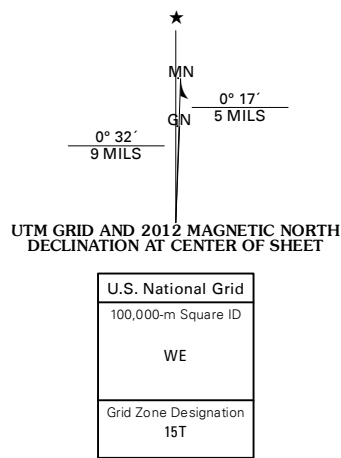 ★
MN
0° 17´
5 MILS
GN
0° 32´
9 MILS
UTM GRID AND 2012 MAGNETIC NORTH
DECLINATION AT CENTER OF SHEET
U.S. National Grid
100,000-m Square ID
WE
Grid Zone Designation
15T